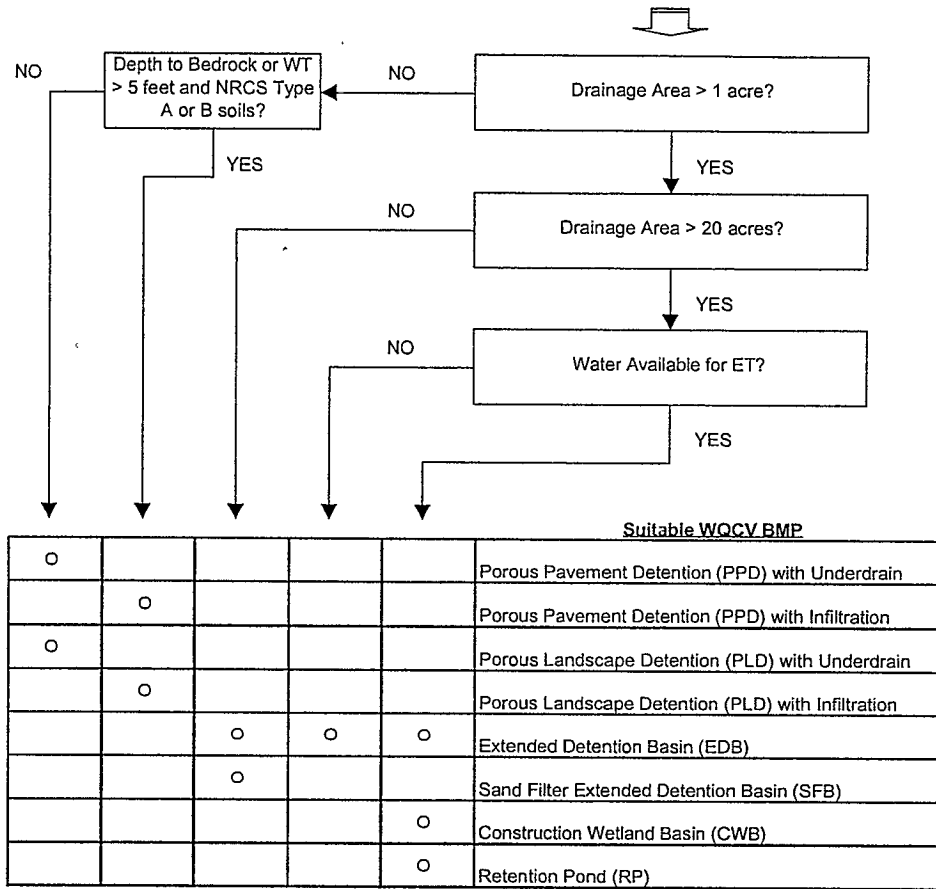 Drainage Area > 1 acre?
NO
Depth to Bedrock or WT
> 5 feet and NRCS Type
A or B soils?
NO
YES
YES
Drainage Area > 20 acres?
NO
YES
Water Available for ET?
NO
YES
Suitable WQCV BMP
O
Porous Pavement Detention (PPD) with Underdrain
O
Porous Pavement Detention (PPD) with Infiltration
O
Porous Landscape Detention (PLD) with Underdrain
O
Porous Landscape Detention (PLD) with Infiltration
O O O
Extended Detention Basin (EDB)
O
Sand Filter Extended Detention Basin (SFB)
O
Construction Wetland Basin (CWB)
O
Retention Pond (RP)